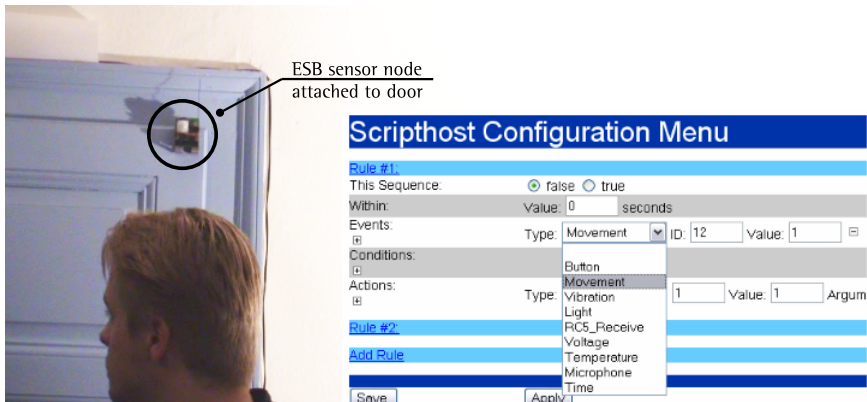 ESB sensor node
attached to door
Scripthost Configuration Menu
Rule #1:
This Sequence: false true
Within: Value: 0 seconds
Events: Type: Movement ID: 12 Value: 1
Conditions:
Button
Movement
Actions: Type: Vibration 1 Value: 1 Argum
Light
Rule #2: RC5_Receive
Voltage
Add Rule Temperature
Microphone
Time
Save Apply